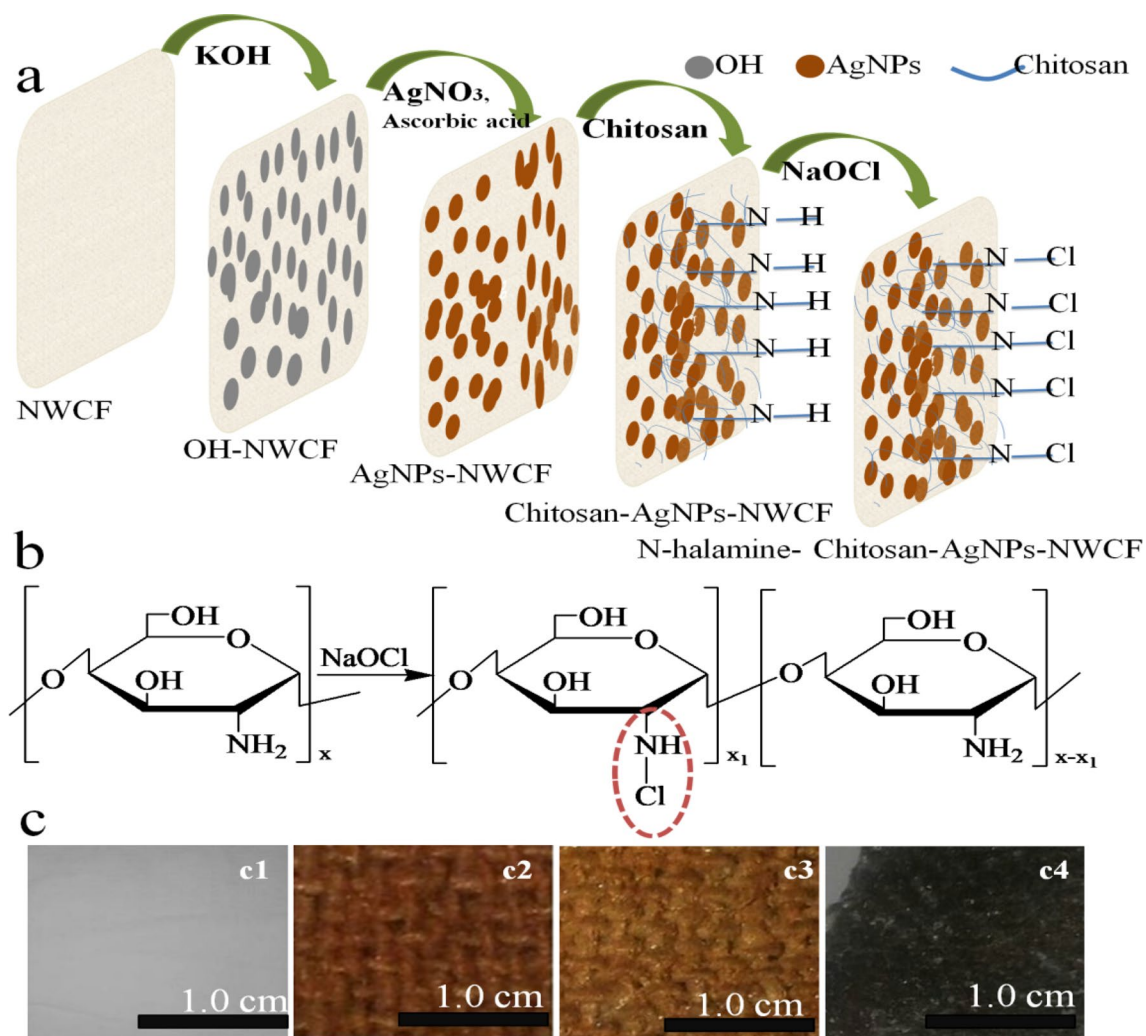 a
KOH
OH AgNPs Chitosan
AgNO₃,
Ascorbic acid
Chitosan
NaOCl
N H
N H
N H
N H
N H
N Cl
N Cl
N Cl
N Cl
N Cl
NWCF
OH-NWCF
AgNPs-NWCF
Chitosan-AgNPs-NWCF
N-halamine- Chitosan-AgNPs-NWCF
b
OH
O
O
OH
NH₂
x
NaOCl
OH
O
O
OH
NH
Cl
x₁
OH
O
O
OH
NH₂
x-x₁
c
c1
1.0 cm
c2
1.0 cm
c3
1.0 cm
c4
1.0 cm